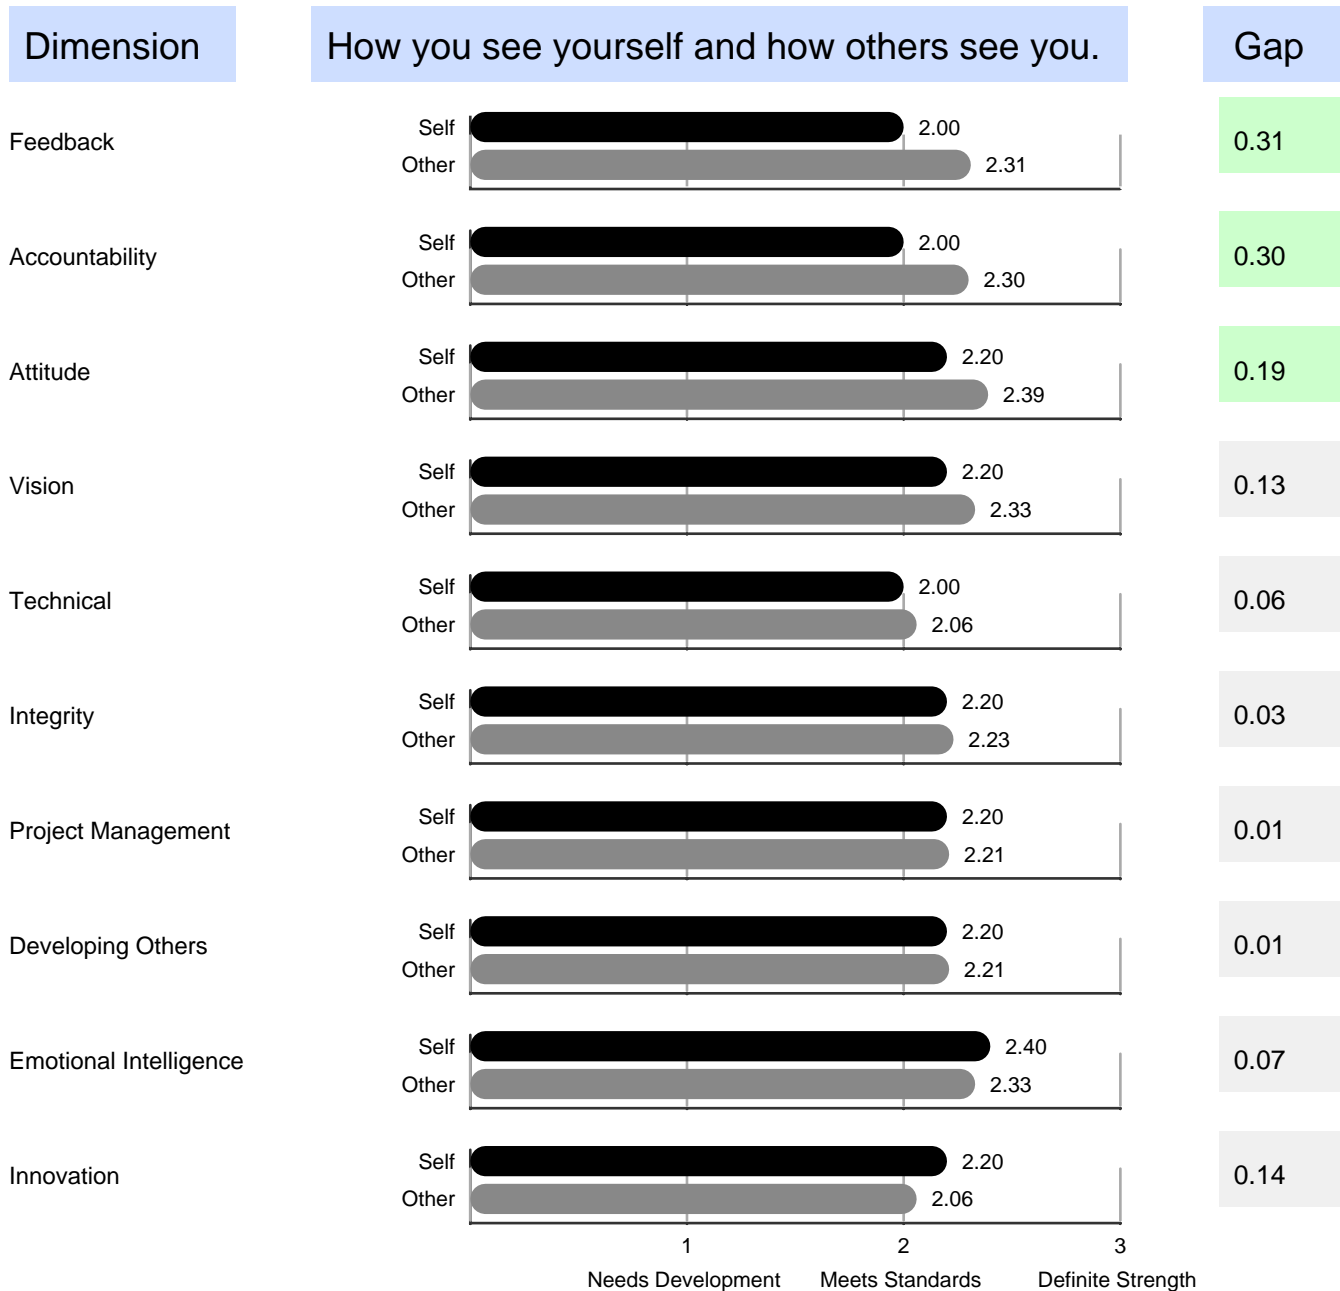 Dimension How you see yourself and how others see you. Gap
Feedback
Self 2.00
Other 2.31
0.31
Accountability
Self 2.00
Other 2.30
0.30
Attitude
Self 2.20
Other 2.39
0.19
Vision
Self 2.20
Other 2.33
0.13
Technical
Self 2.00
Other 2.06
0.06
Integrity
Self 2.20
Other 2.23
0.03
Project Management
Self 2.20
Other 2.21
0.01
Developing Others
Self 2.20
Other 2.21
0.01
Emotional Intelligence
Self 2.40
Other 2.33
0.07
Innovation
Self 2.20
Other 2.06
0.14
1 2 3
Needs Development Meets Standards Definite Strength